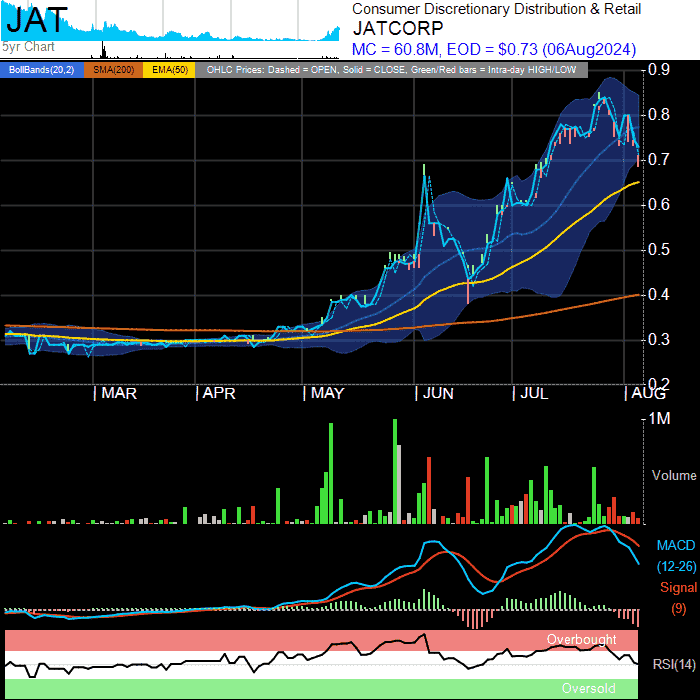 JAT
5yr Chart
Consumer Discretionary Distribution & Retail
JATCORP
MC = 60.8M, EOD = $0.73 (06Aug2024)
BollBands(20,2) SMA(200) EMA(50) OHLC Prices: Dashed = OPEN, Solid = CLOSE, Green/Red bars = Intra-day HIGH/LOW
0.9
0.8
0.7
0.6
0.5
0.4
0.3
0.2
MAR APR MAY JUN JUL AUG
1M
Volume
MACD
(12-26)
Signal
(9)
Overbought
RSI(14)
Oversold